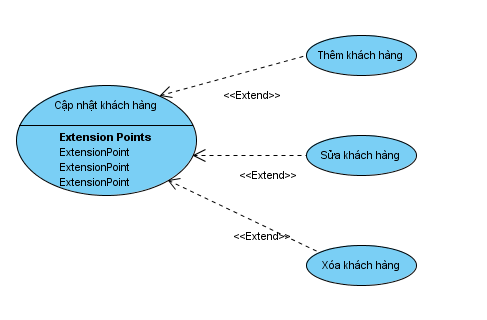 Thêm khách hàng
<<Extend>>
Cập nhật khách hàng
Extension Points
ExtensionPoint
ExtensionPoint
ExtensionPoint
Sửa khách hàng
<<Extend>>
<<Extend>>
Xóa khách hàng